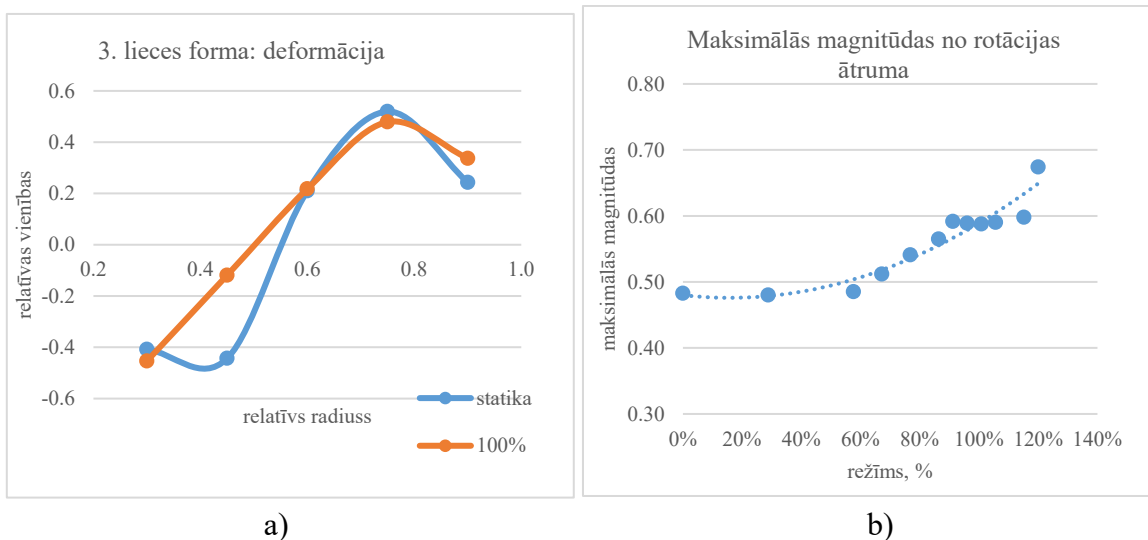 3. lieces forma: deformācija
relatīvas vienības
0.6
0.4
0.2
0.0
-0.2
-0.4
-0.6
0.2
0.4
0.6
0.8
1.0
relatīvs radiuss
statika
100%
a)
Maksimālās magnitūdas no rotācijas
ātruma
maksimālās magnitūdas
0.80
0.70
0.60
0.50
0.40
0.30
0%
20%
40%
60%
80%
100%
120%
140%
režīms, %
b)